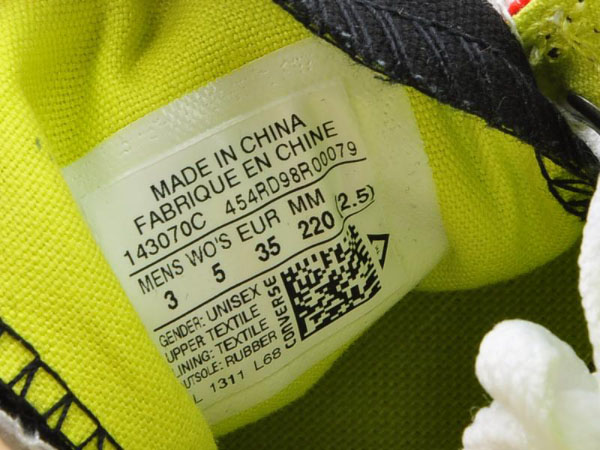 MADE IN CHINA
FABRIQUE EN CHINE
143070C 454RD98R00079
MENS WO'S EUR MM
3 5 35 220 (2.5)
GENDER: UNISEX
UPPER: TEXTILE
LINING: TEXTILE
OUTSOLE: RUBBER
L 1311 L68
CONVERSE